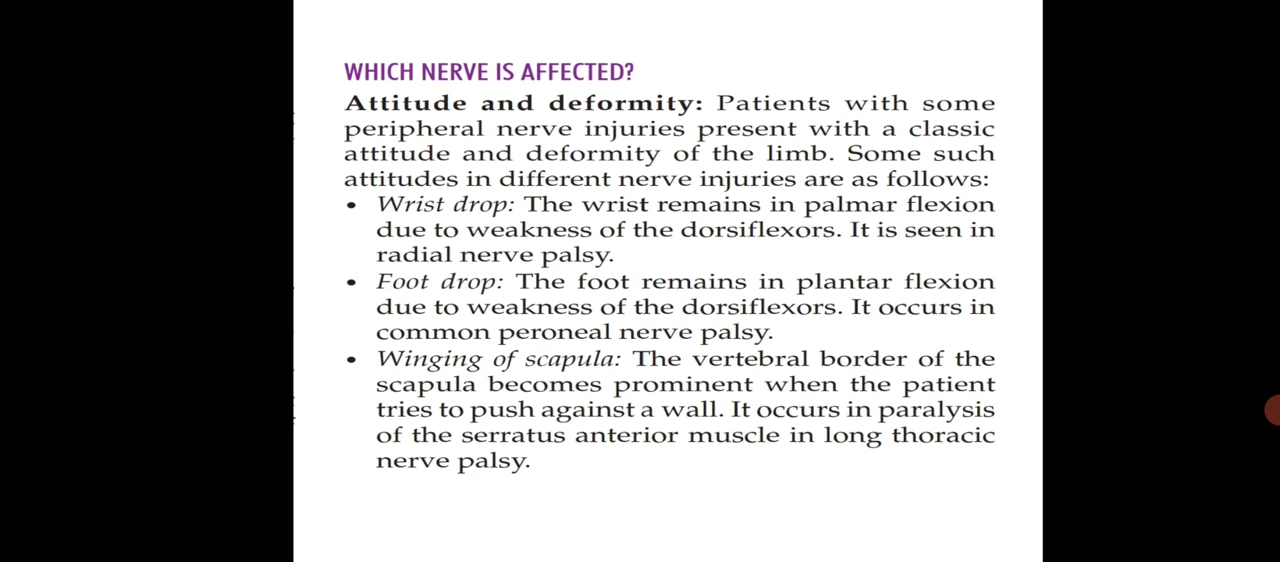 WHICH NERVE IS AFFECTED?
Attitude and deformity: Patients with some
peripheral nerve injuries present with a classic
attitude and deformity of the limb. Some such
attitudes in different nerve injuries are as follows:
• Wrist drop: The wrist remains in palmar flexion
due to weakness of the dorsiflexors. It is seen in
radial nerve palsy.
• Foot drop: The foot remains in plantar flexion
due to weakness of the dorsiflexors. It occurs in
common peroneal nerve palsy.
• Winging of scapula: The vertebral border of the
scapula becomes prominent when the patient
tries to push against a wall. It occurs in paralysis
of the serratus anterior muscle in long thoracic
nerve palsy.